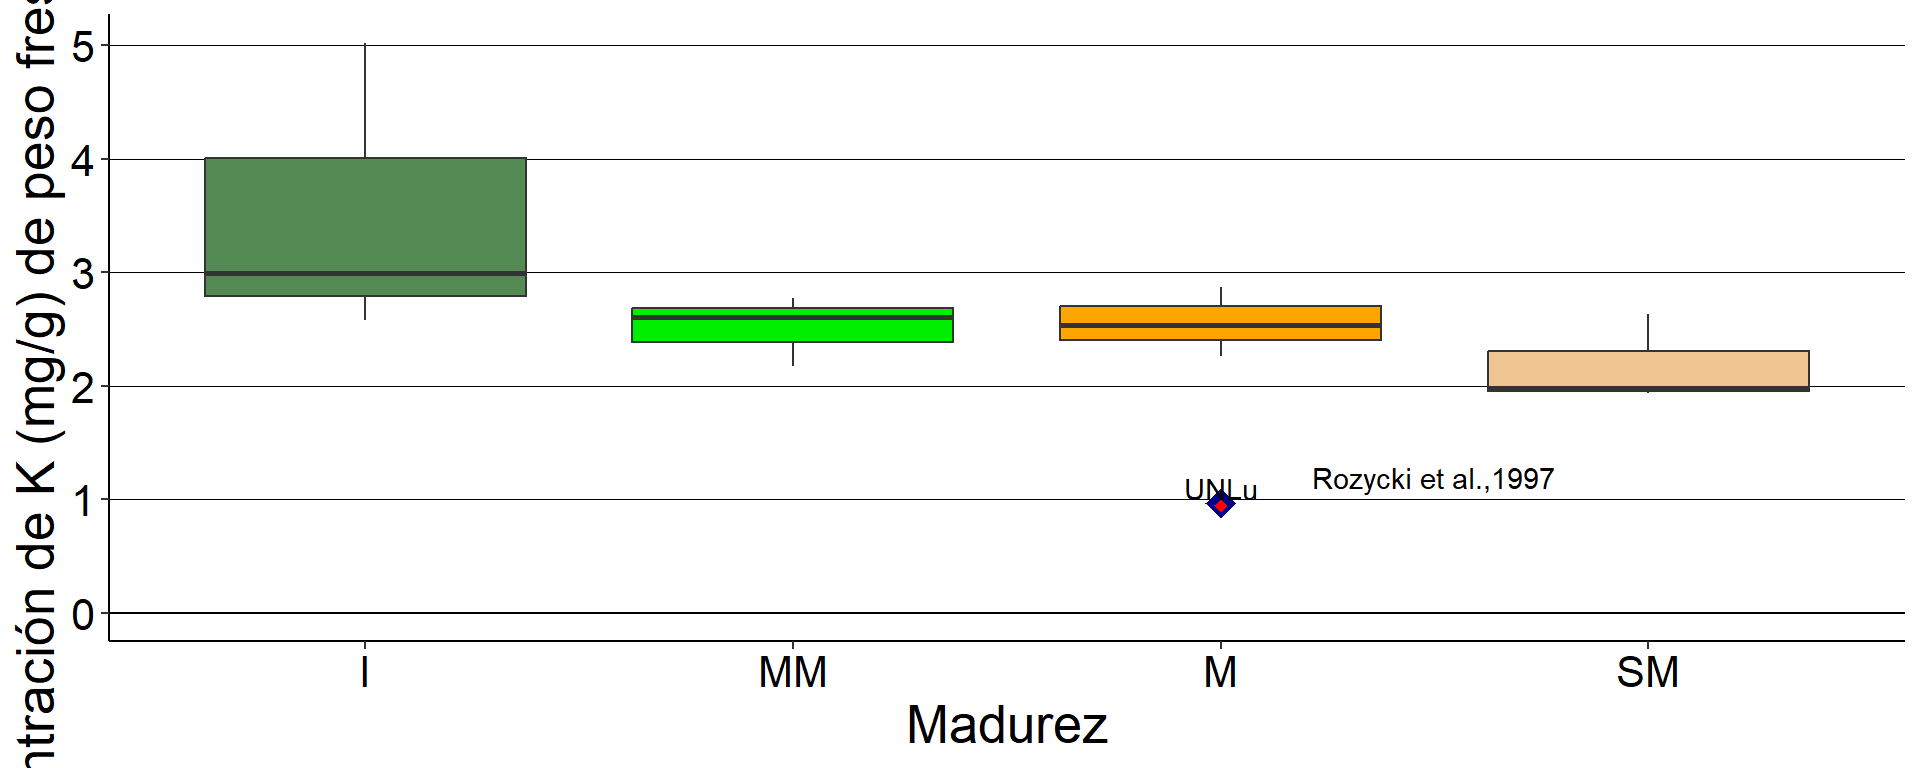 ntración de K (mg/g) de peso fres
5
4
3
2
1
0
UNLu
Rozycki et al.,1997
I
MM
M
SM
Madurez